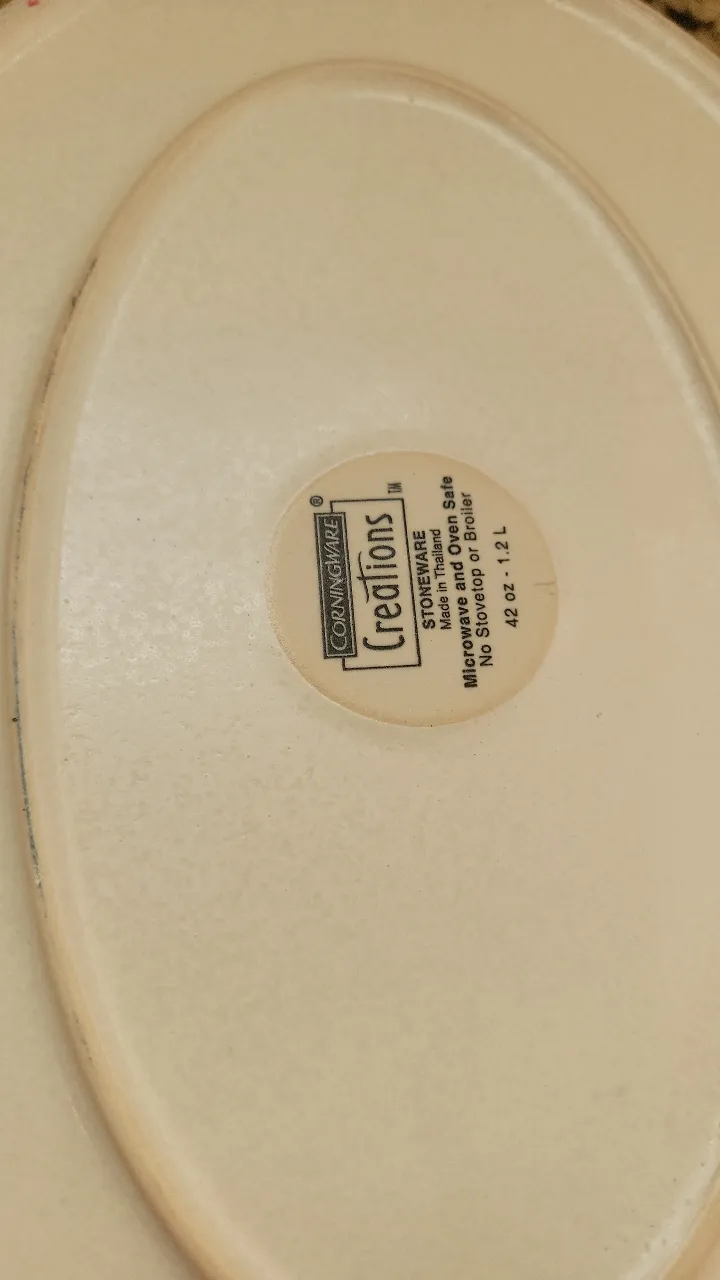 CORNINGWARE®
Creations™
STONEWARE
Made in Thailand
Microwave and Oven Safe
No Stovetop or Broiler
42 oz - 1.2 L